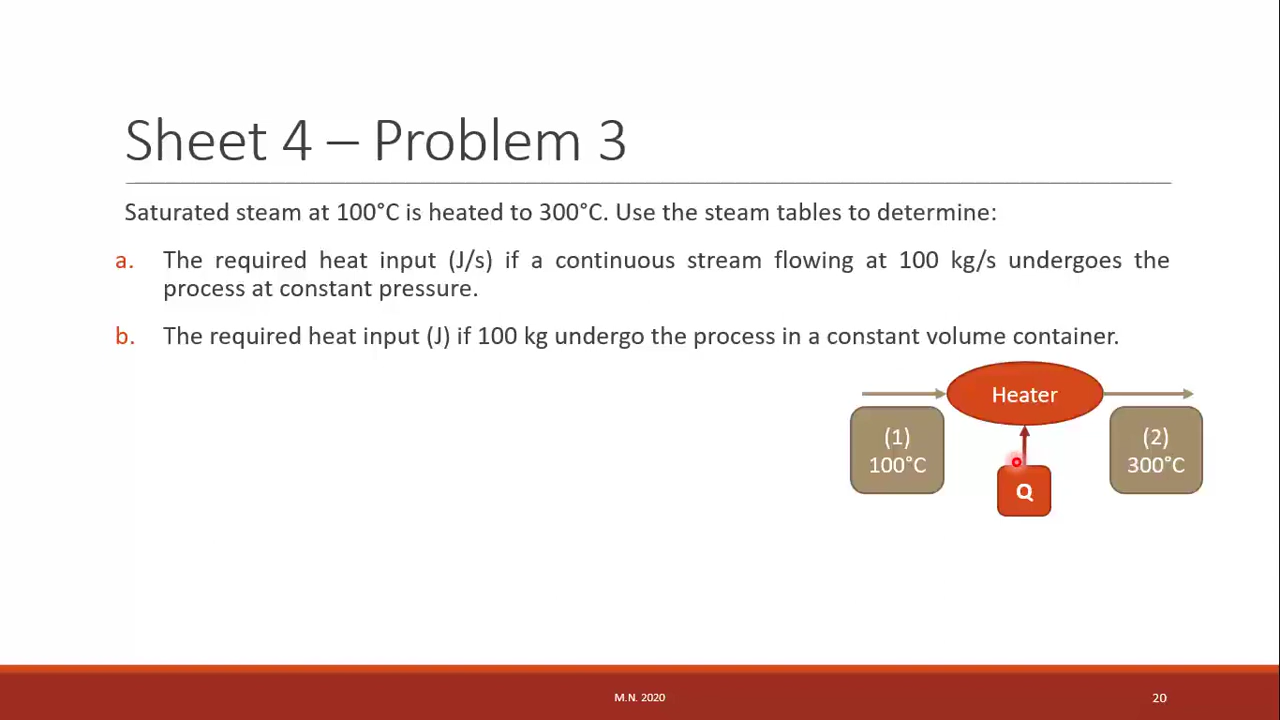 Sheet 4 – Problem 3
Saturated steam at 100°C is heated to 300°C. Use the steam tables to determine:
a. The required heat input (J/s) if a continuous stream flowing at 100 kg/s undergoes the
process at constant pressure.
b. The required heat input (J) if 100 kg undergo the process in a constant volume container.
Heater
(1)
100°C
(2)
300°C
Q
M.N. 2020
20